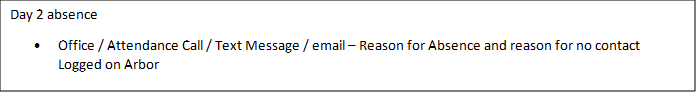 Day 2 absence
• Office / Attendance Call / Text Message / email – Reason for Absence and reason for no contact
Logged on Arbor